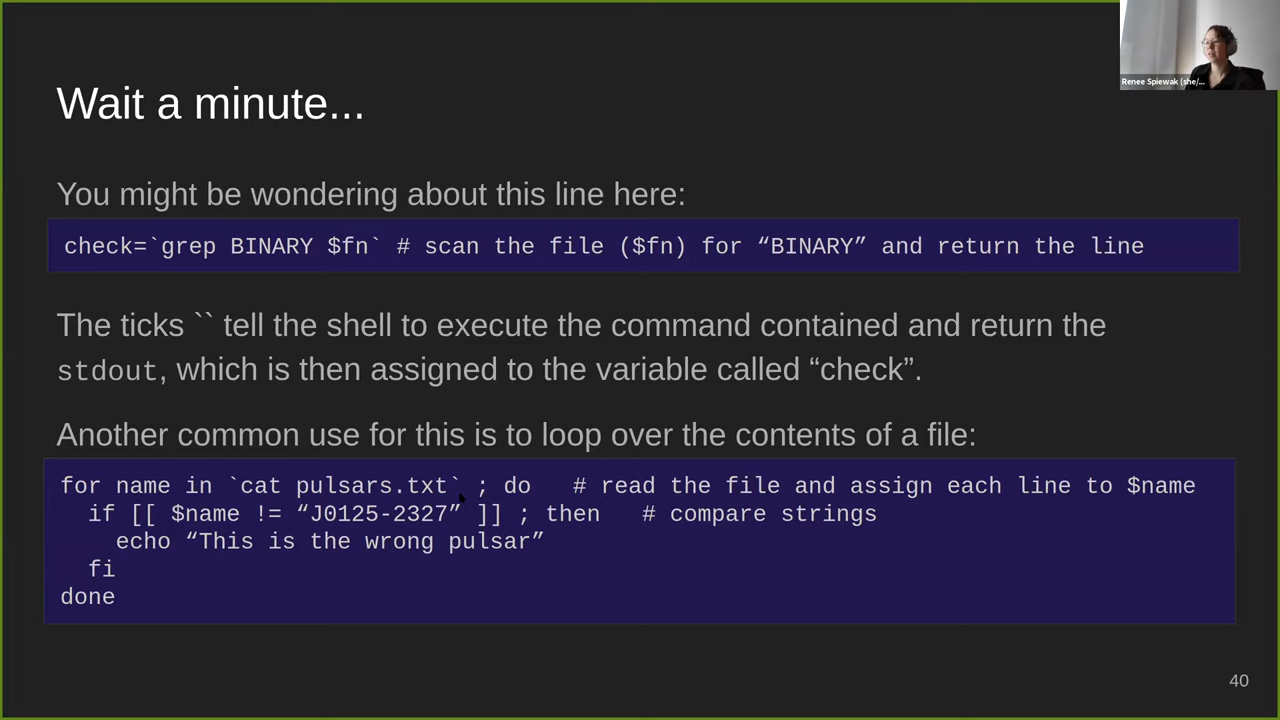 Renee Spiewak (she/...
Wait a minute...
You might be wondering about this line here:
check=`grep BINARY $fn` # scan the file ($fn) for “BINARY” and return the line
The ticks `` tell the shell to execute the command contained and return the
stdout, which is then assigned to the variable called “check”.
Another common use for this is to loop over the contents of a file:
for name in `cat pulsars.txt` ; do   # read the file and assign each line to $name
  if [[ $name != “J0125-2327” ]] ; then   # compare strings
    echo “This is the wrong pulsar”
  fi
done
40